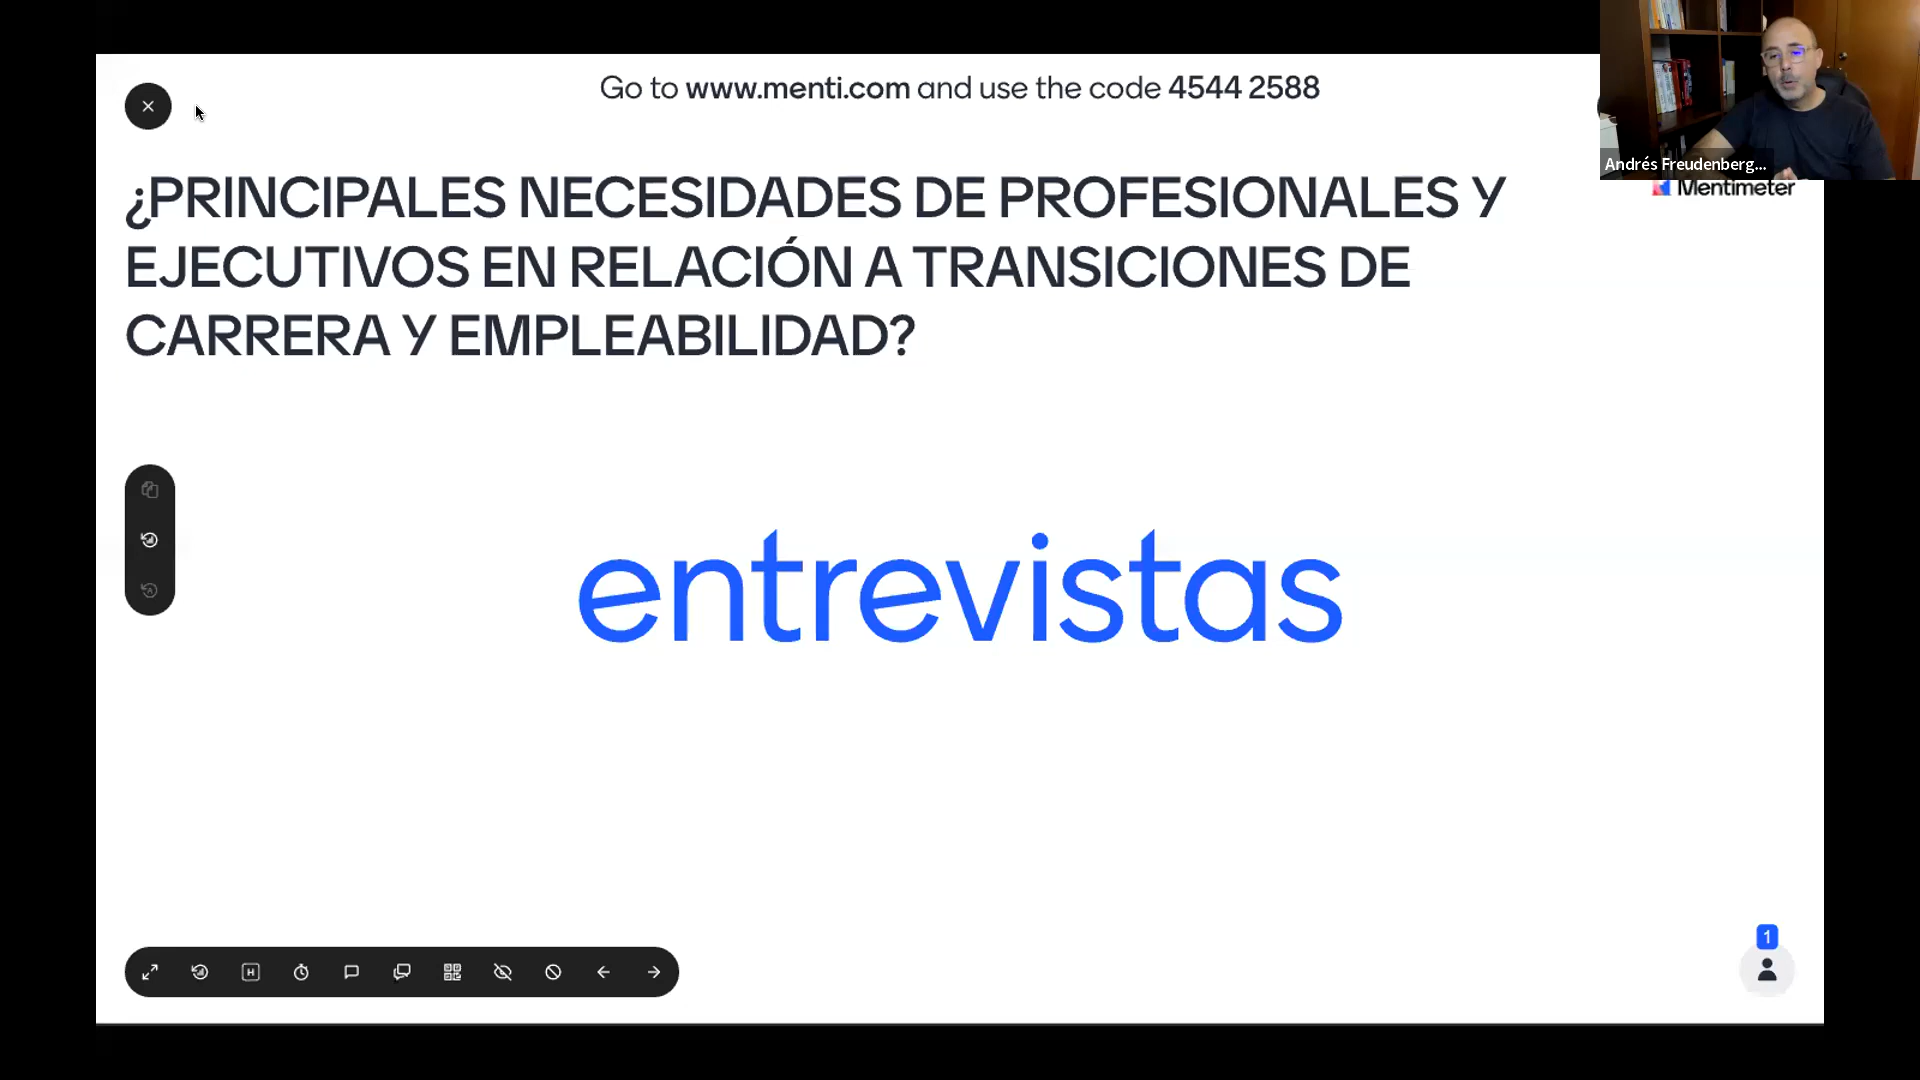 Go to www.menti.com and use the code 4544 2588
Andrés Freudenberg...
Mentimeter
¿PRINCIPALES NECESIDADES DE PROFESIONALES Y
EJECUTIVOS EN RELACIÓN A TRANSICIONES DE
CARRERA Y EMPLEABILIDAD?
entrevistas
H
1